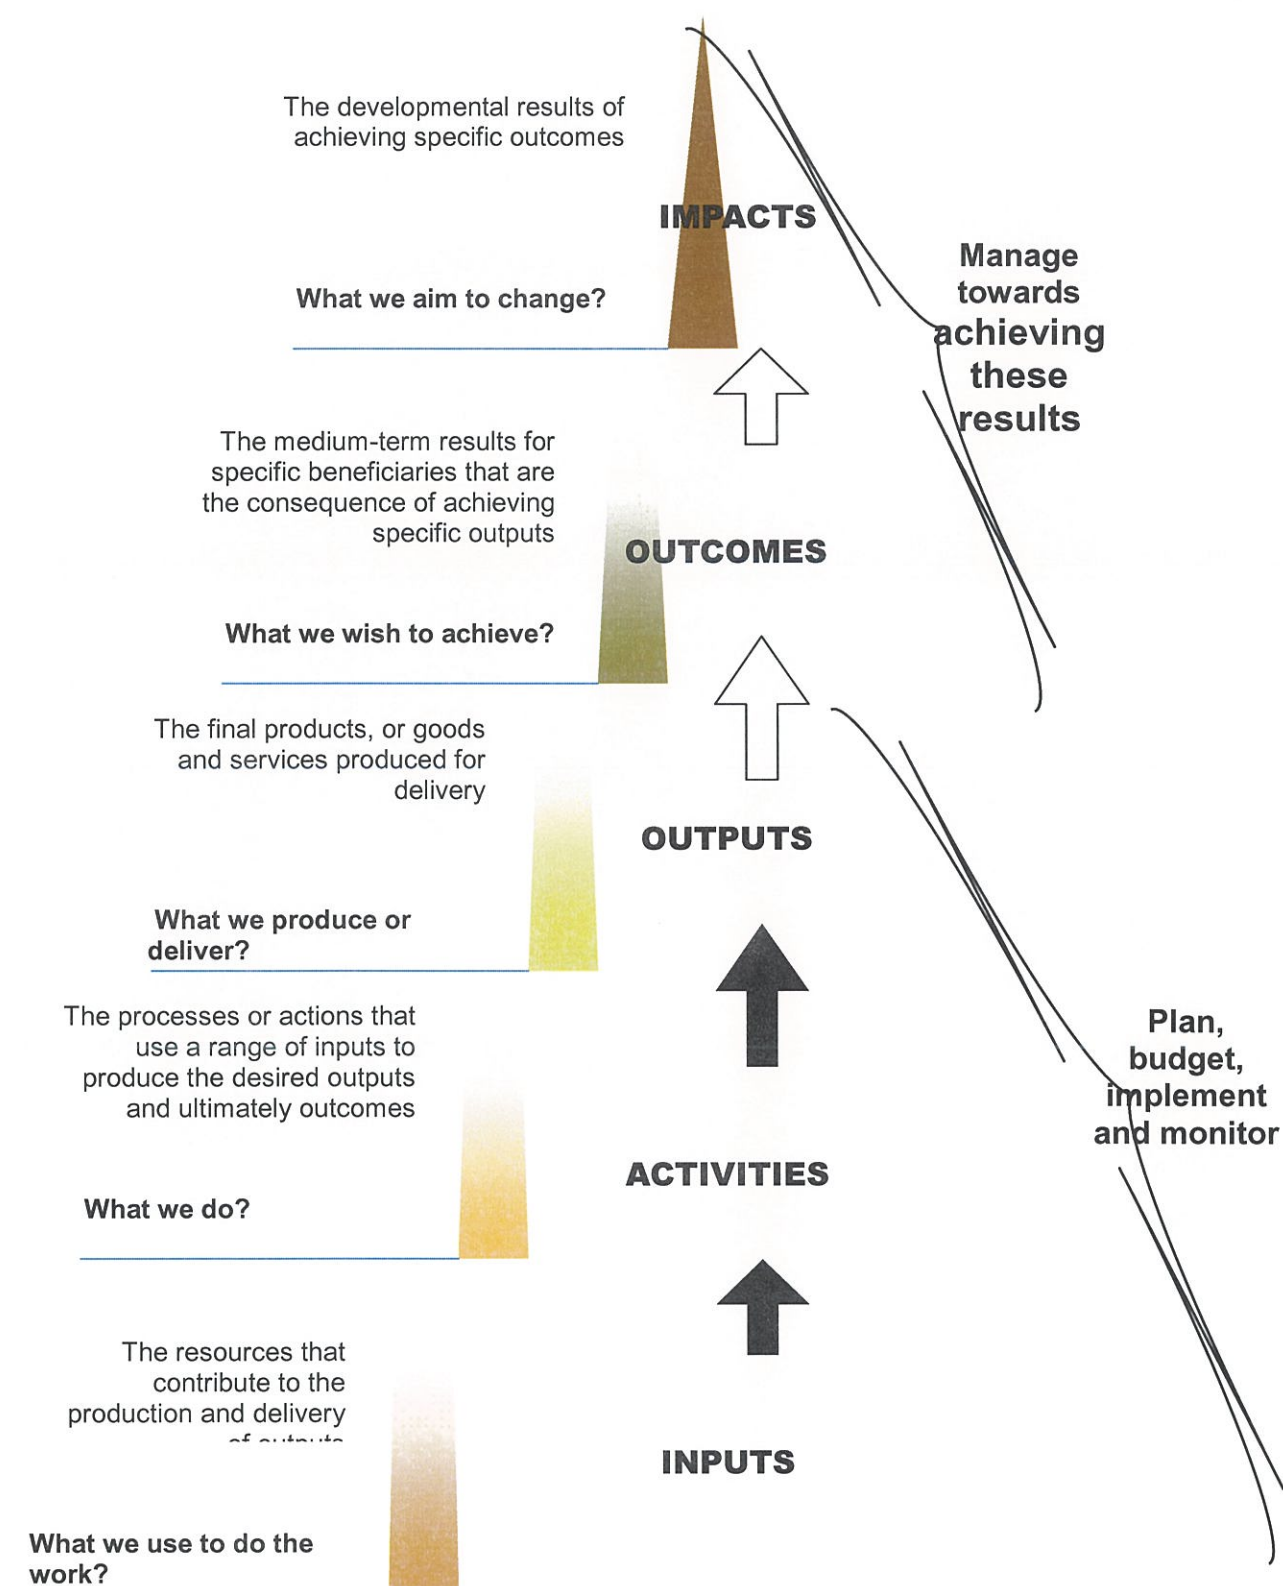 The developmental results of
achieving specific outcomes
IMPACTS
What we aim to change?
Manage
towards
achieving
these
results
The medium-term results for
specific beneficiaries that are
the consequence of achieving
specific outputs
OUTCOMES
What we wish to achieve?
The final products, or goods
and services produced for
delivery
OUTPUTS
What we produce or
deliver?
The processes or actions that
use a range of inputs to
produce the desired outputs
and ultimately outcomes
Plan,
budget,
implement
and monitor
ACTIVITIES
What we do?
The resources that
contribute to the
production and delivery
INPUTS
What we use to do the
work?